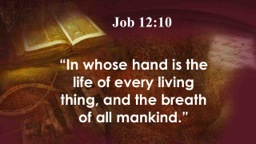 Job 12:10
“In whose hand is the
life of every living
thing, and the breath
of all mankind.”